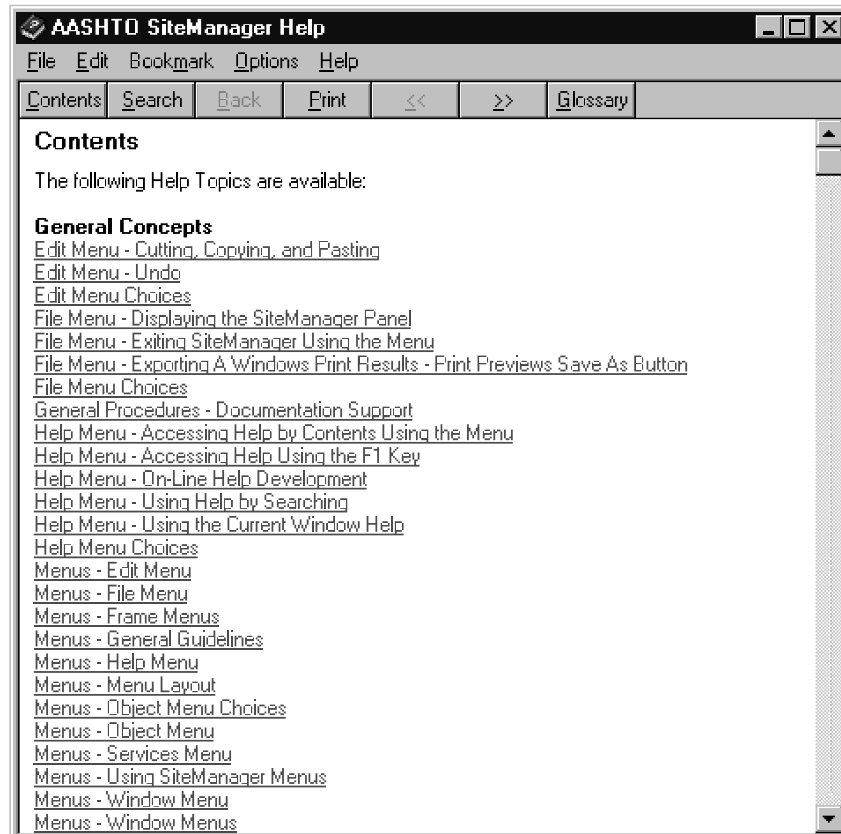 AASHTO SiteManager Help
File Edit Bookmark Options Help
Contents Search Back Print << >> Glossary
Contents
The following Help Topics are available:
General Concepts
Edit Menu - Cutting, Copying, and Pasting
Edit Menu - Undo
Edit Menu Choices
File Menu - Displaying the SiteManager Panel
File Menu - Exiting SiteManager Using the Menu
File Menu - Exporting A Windows Print Results - Print Previews Save As Button
File Menu Choices
General Procedures - Documentation Support
Help Menu - Accessing Help by Contents Using the Menu
Help Menu - Accessing Help Using the F1 Key
Help Menu - On-Line Help Development
Help Menu - Using Help by Searching
Help Menu - Using the Current Window Help
Help Menu Choices
Menus - Edit Menu
Menus - File Menu
Menus - Frame Menus
Menus - General Guidelines
Menus - Help Menu
Menus - Menu Layout
Menus - Object Menu Choices
Menus - Object Menu
Menus - Services Menu
Menus - Using SiteManager Menus
Menus - Window Menu
Menus - Window Menus